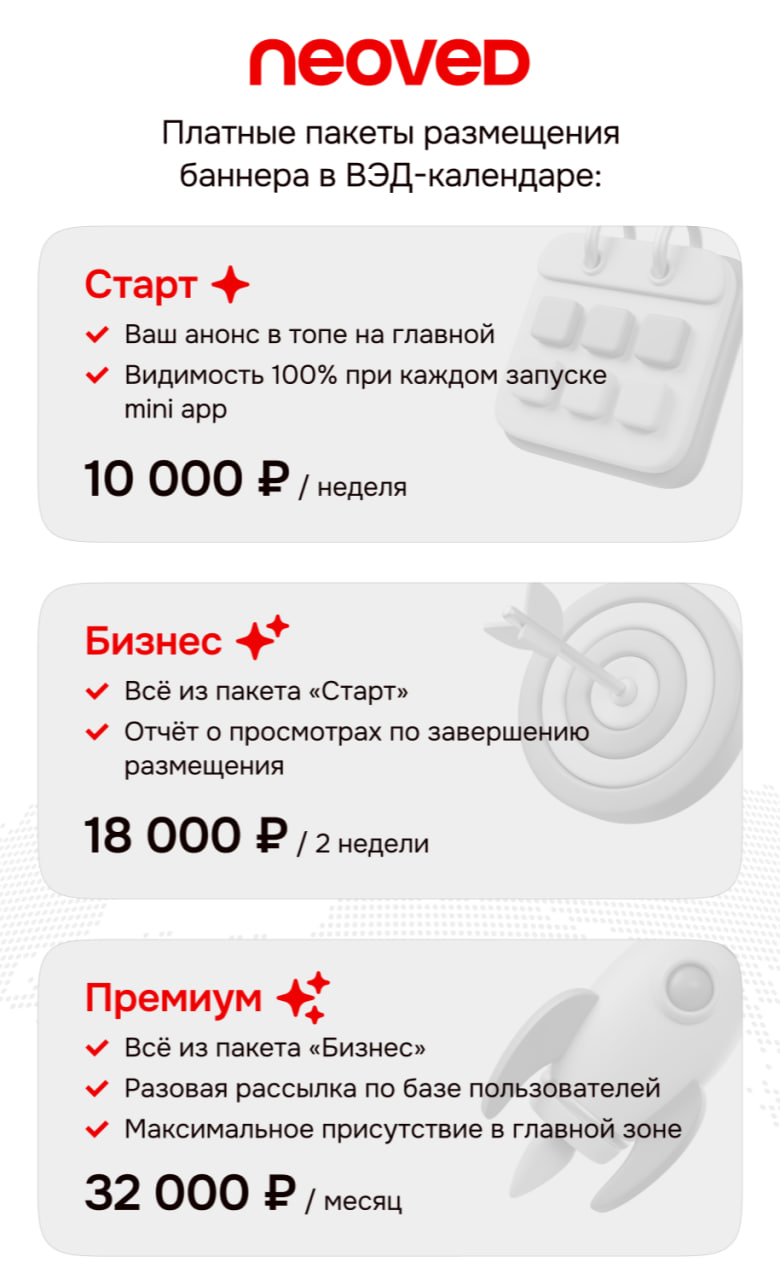 neoved
Платные пакеты размещения
баннера в ВЭД-календаре:
Старт
Ваш анонс в топе на главной
Видимость 100% при каждом запуске
mini app
10 000 ₽ / неделя
Бизнес
Всё из пакета «Старт»
Отчёт о просмотрах по завершению
размещения
18 000 ₽ / 2 недели
Премиум
Всё из пакета «Бизнес»
Разовая рассылка по базе пользователей
Максимальное присутствие в главной зоне
32 000 ₽ / месяц